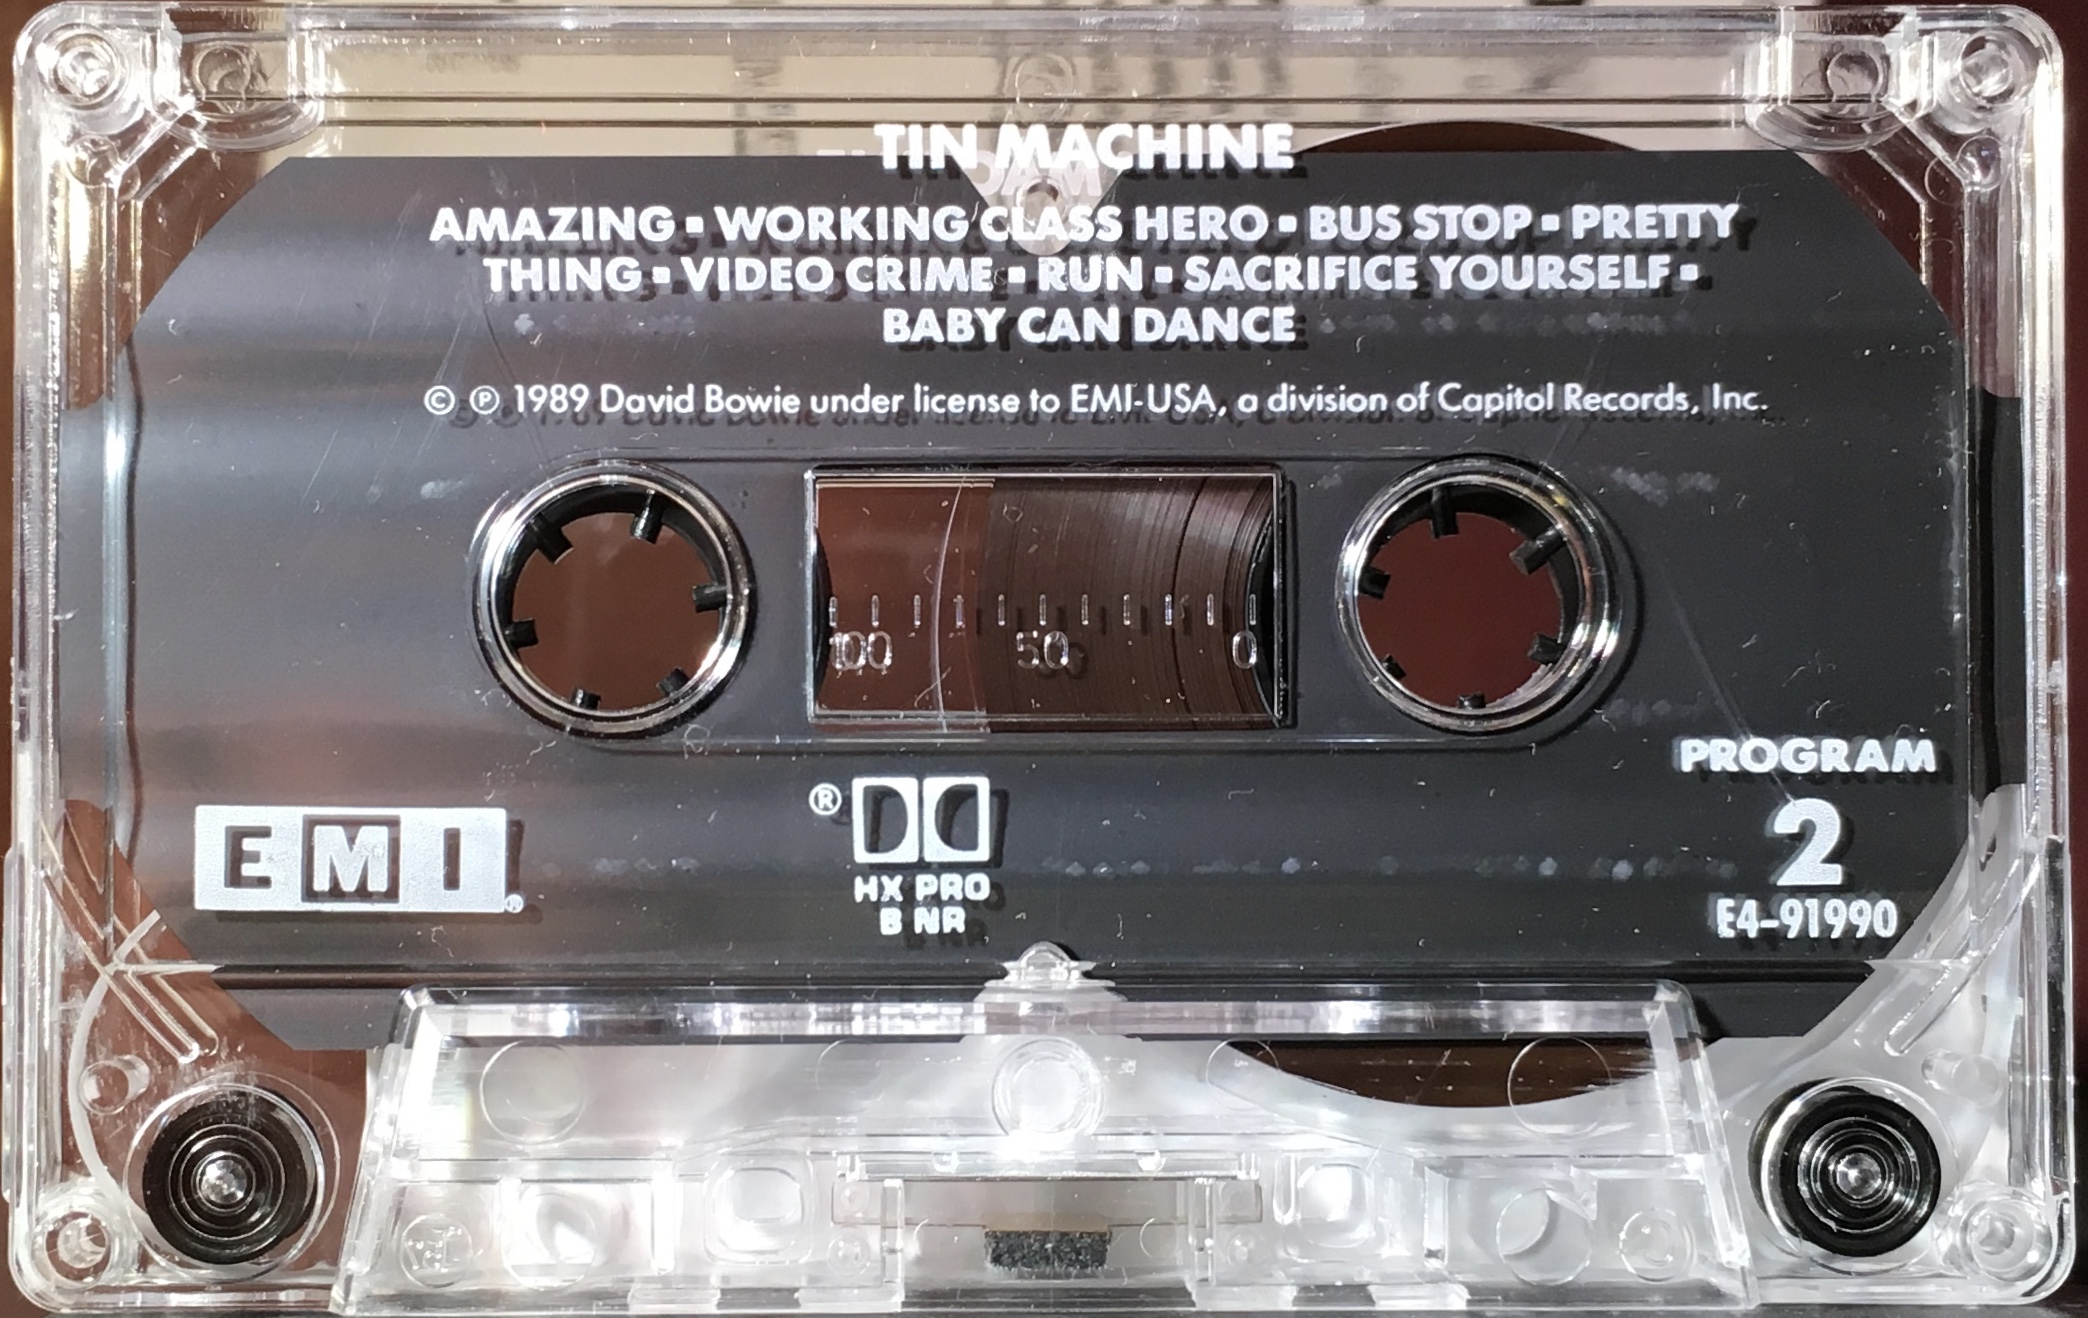 TIN MACHINE
AMAZING ▪ WORKING CLASS HERO ▪ BUS STOP ▪ PRETTY
THING ▪ VIDEO CRIME ▪ RUN ▪ SACRIFICE YOURSELF ▪
BABY CAN DANCE
© ℗ 1989 David Bowie under license to EMI-USA, a division of Capitol Records, Inc.
100 50 0
PROGRAM
2
E4-91990
EMI®
®
HX PRO
B NR